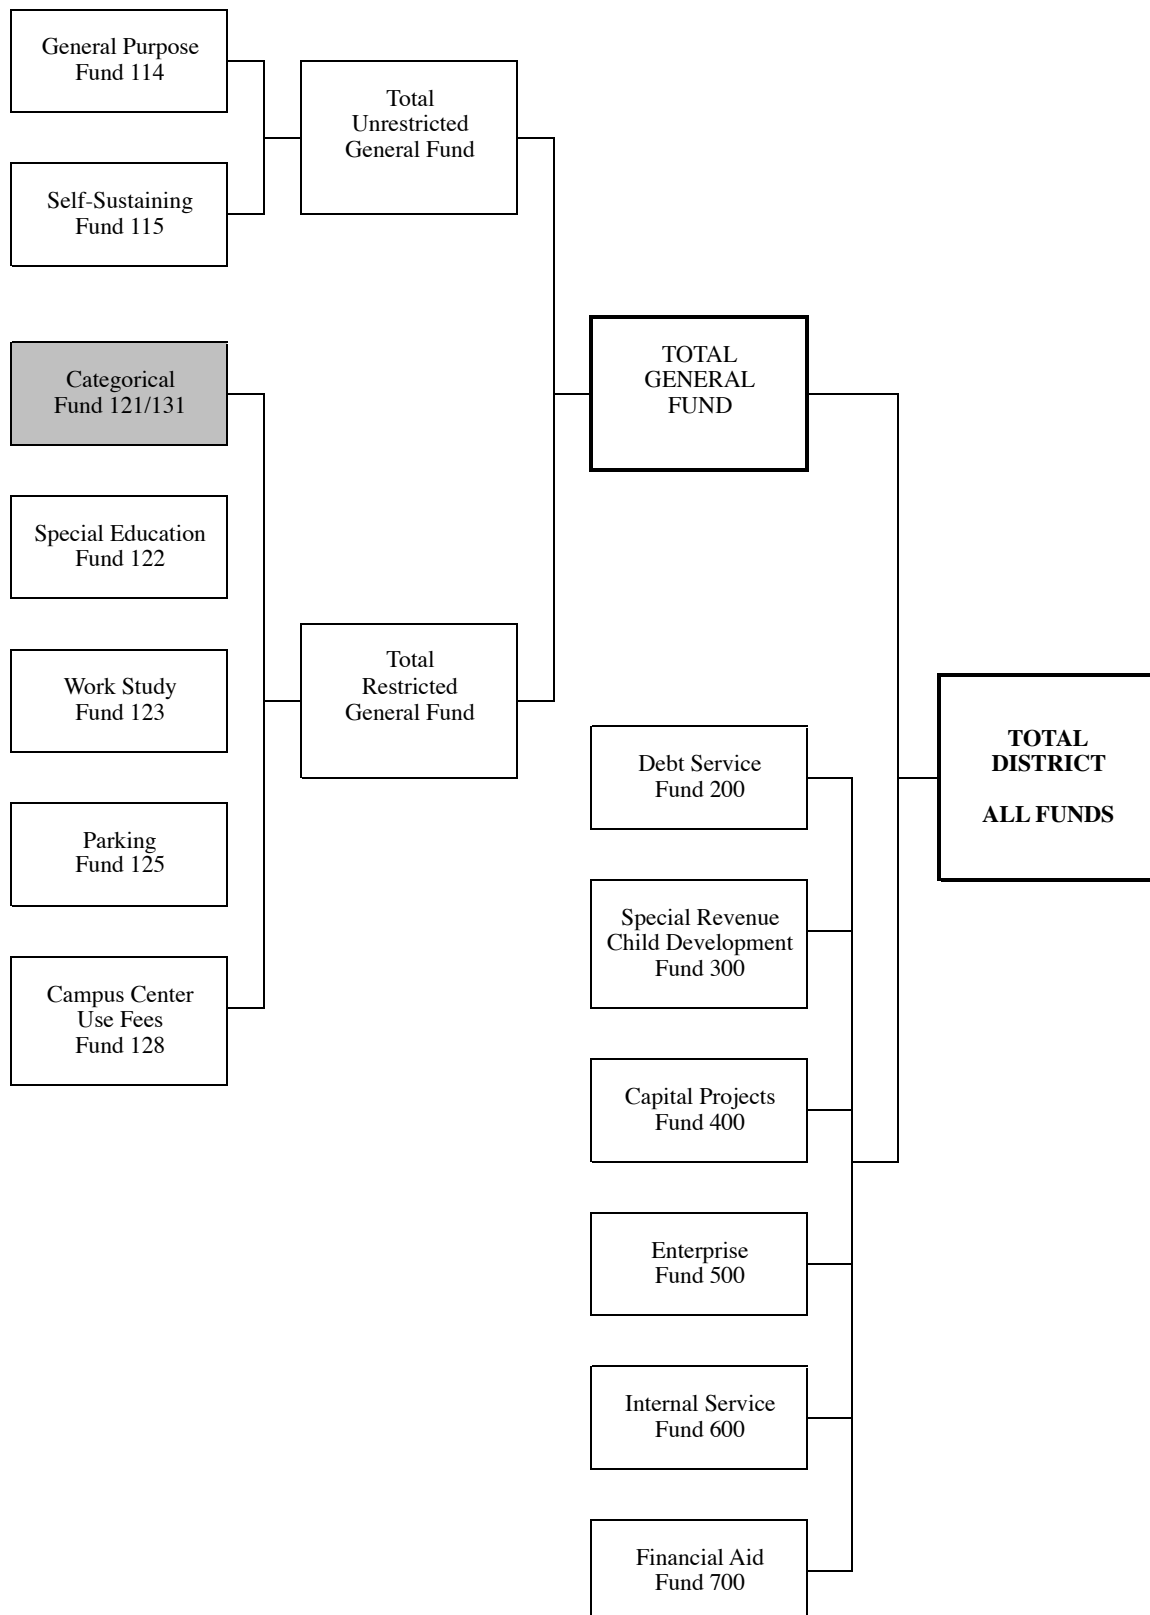 General Purpose
Fund 114
Self-Sustaining
Fund 115
Categorical
Fund 121/131
Special Education
Fund 122
Work Study
Fund 123
Parking
Fund 125
Campus Center
Use Fees
Fund 128
Total
Unrestricted
General Fund
Total
Restricted
General Fund
TOTAL
GENERAL
FUND
Debt Service
Fund 200
Special Revenue
Child Development
Fund 300
Capital Projects
Fund 400
Enterprise
Fund 500
Internal Service
Fund 600
Financial Aid
Fund 700
TOTAL
DISTRICT
ALL FUNDS